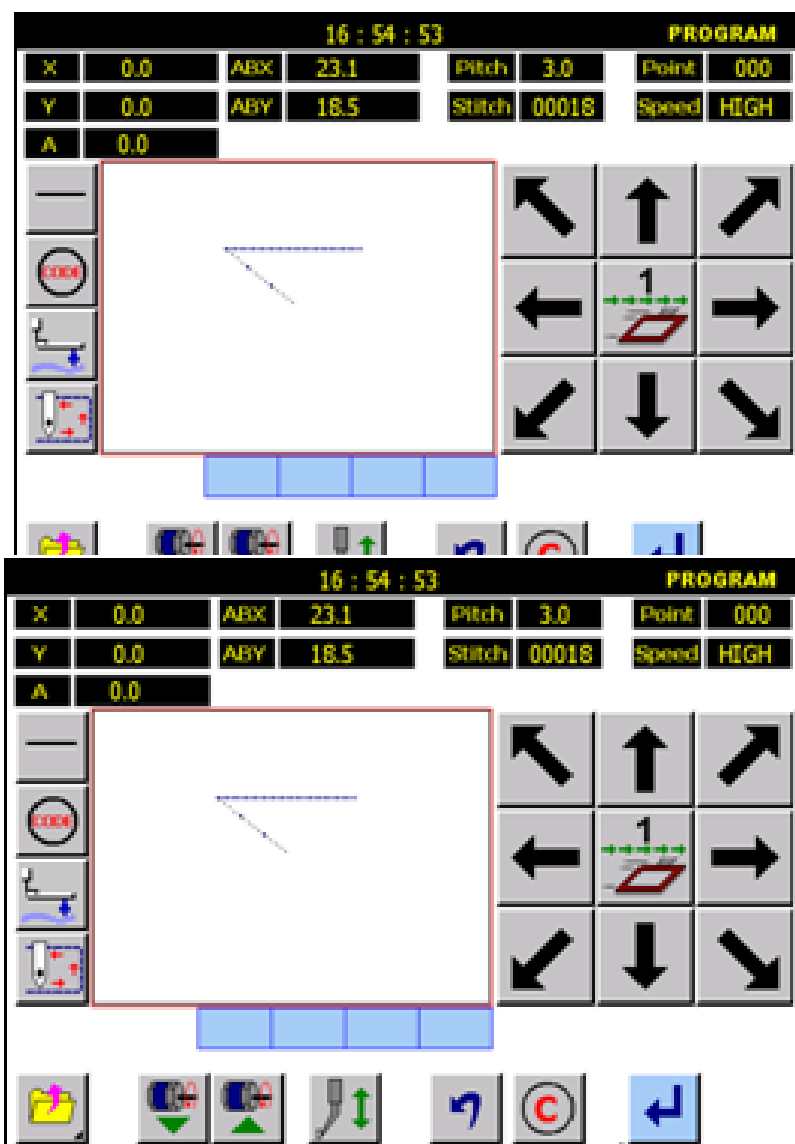 16 : 54 : 53 PROGRAM
X 0.0 ABX 23.1 Pitch 3.0 Point 000
Y 0.0 ABY 18.5 Stitch 00018 Speed HIGH
A 0.0
1
CODE
C
16 : 54 : 53 PROGRAM
X 0.0 ABX 23.1 Pitch 3.0 Point 000
Y 0.0 ABY 18.5 Stitch 00018 Speed HIGH
A 0.0
CODE
1
C